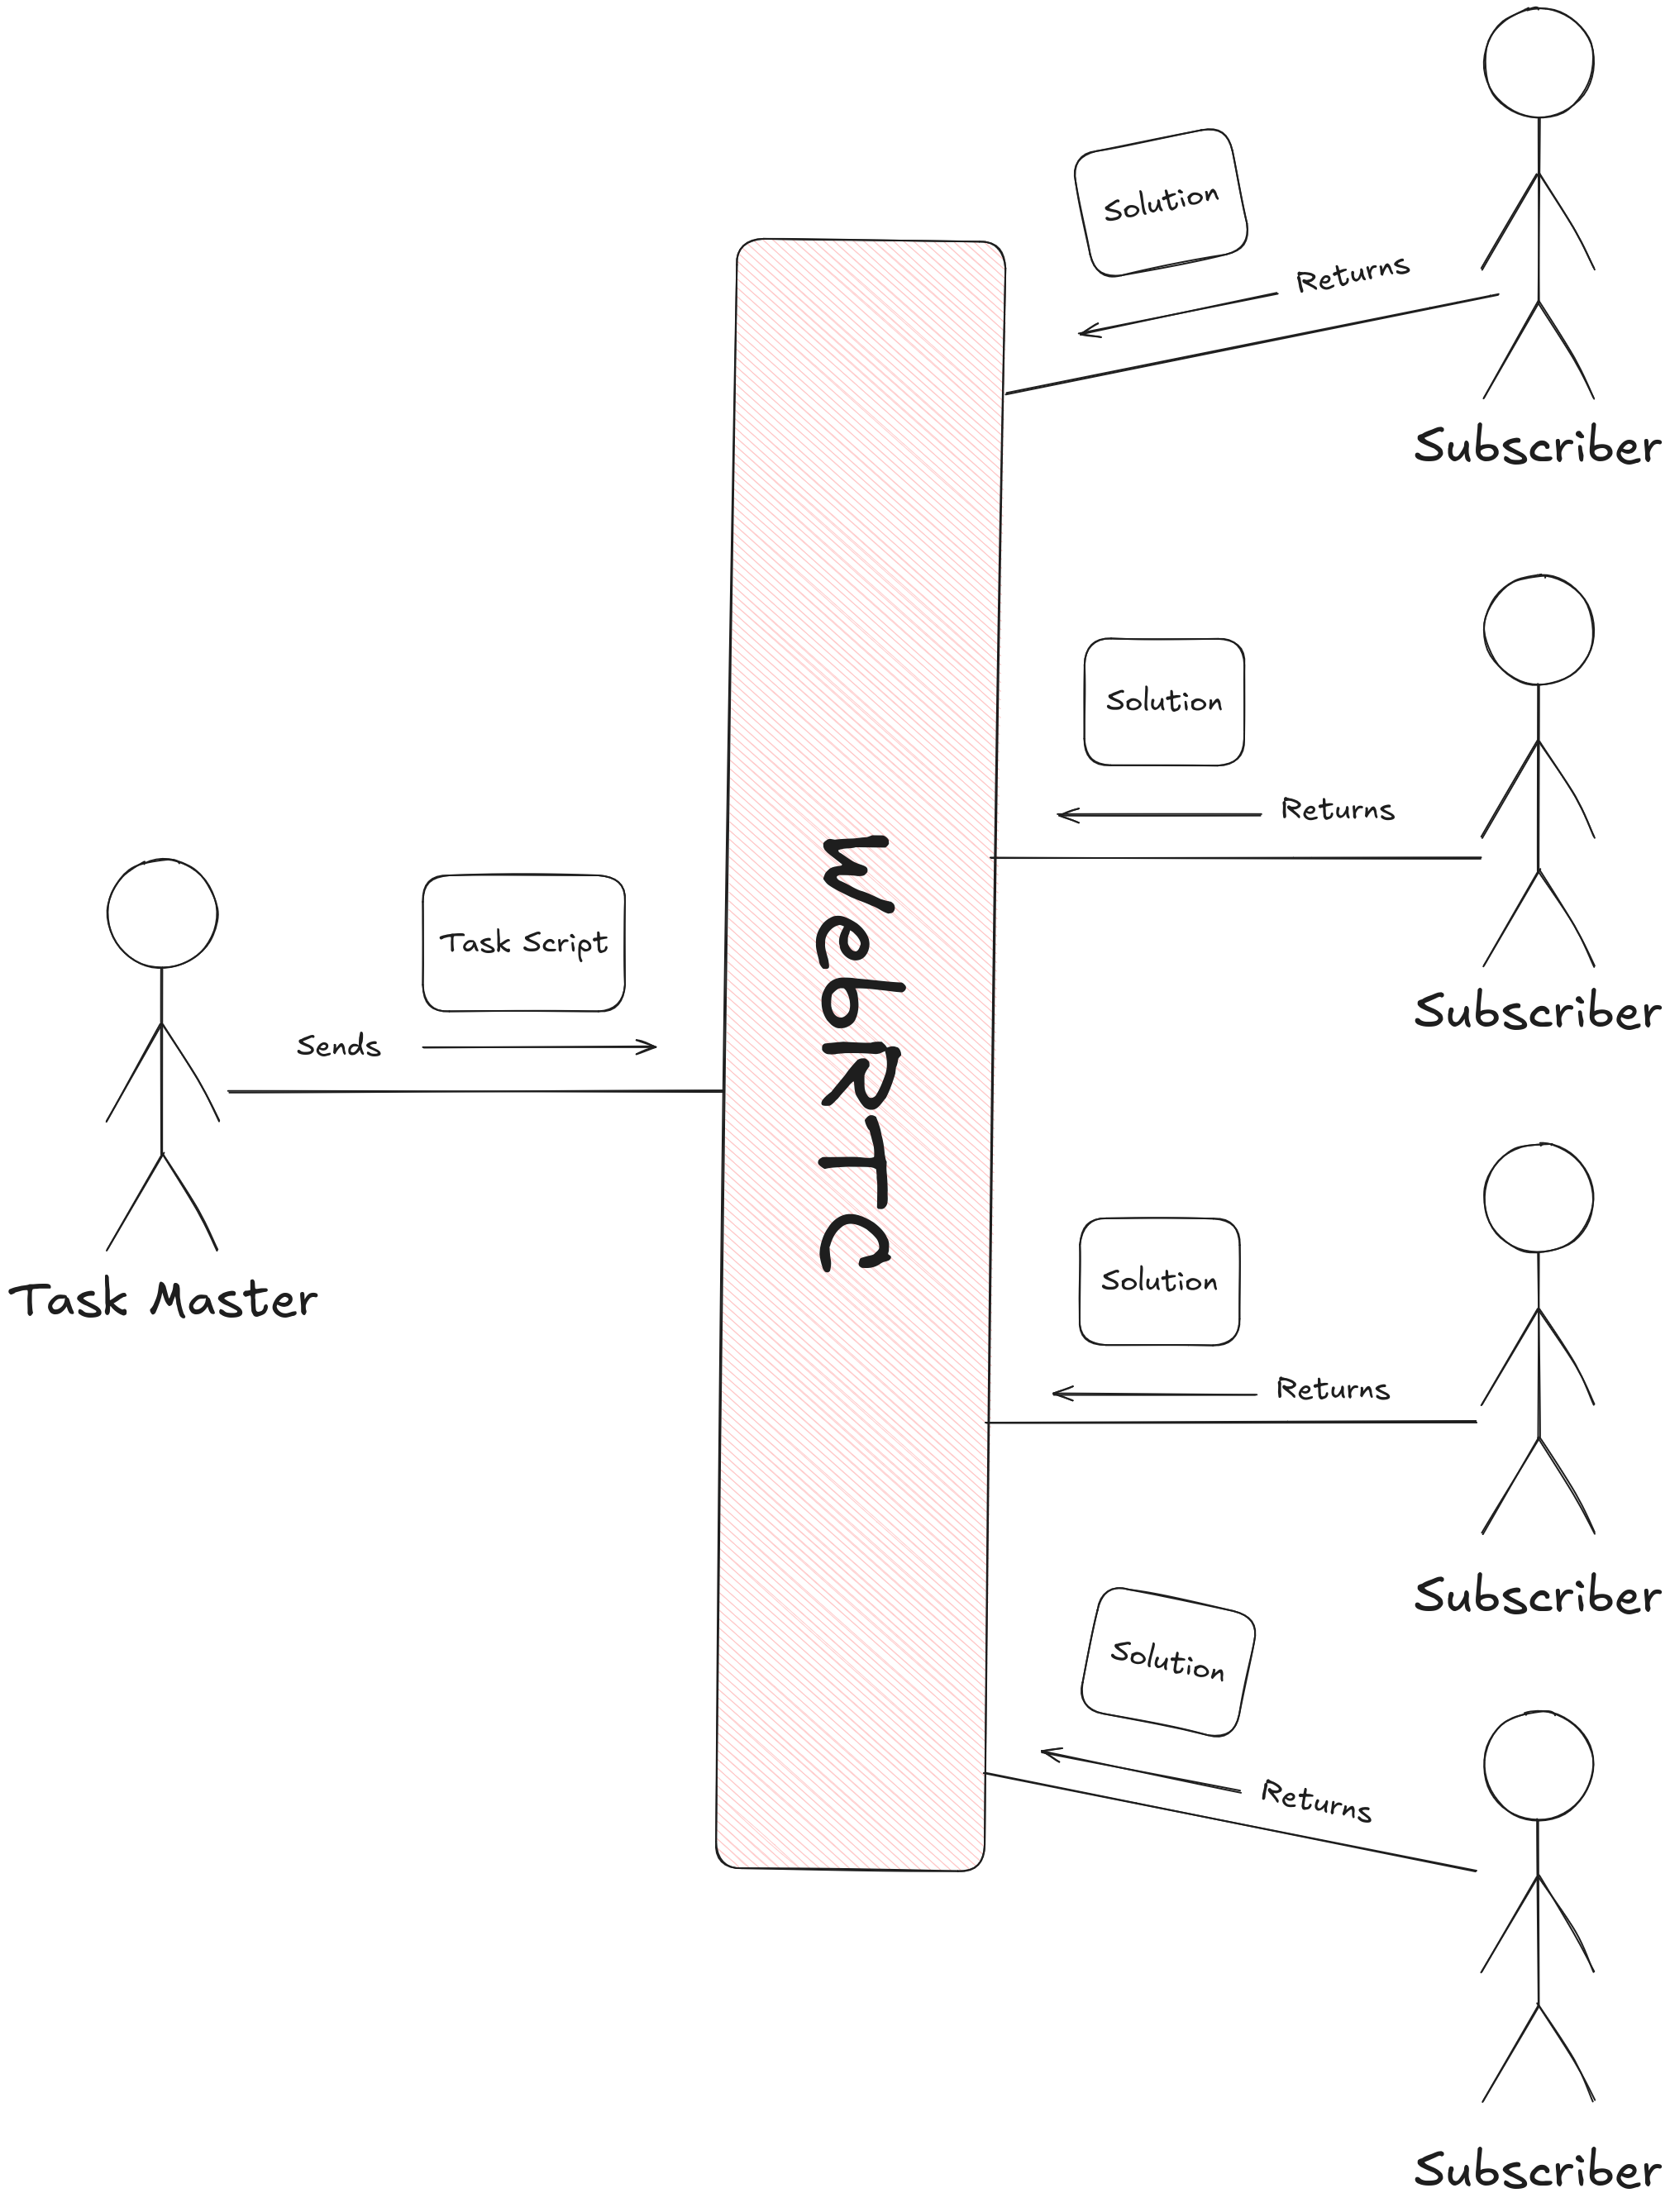 Solution
Returns
Subscriber
Solution
Returns
Subscriber
Task Script
Sends
Task Master
WebRTC
Solution
Returns
Subscriber
Solution
Returns
Subscriber